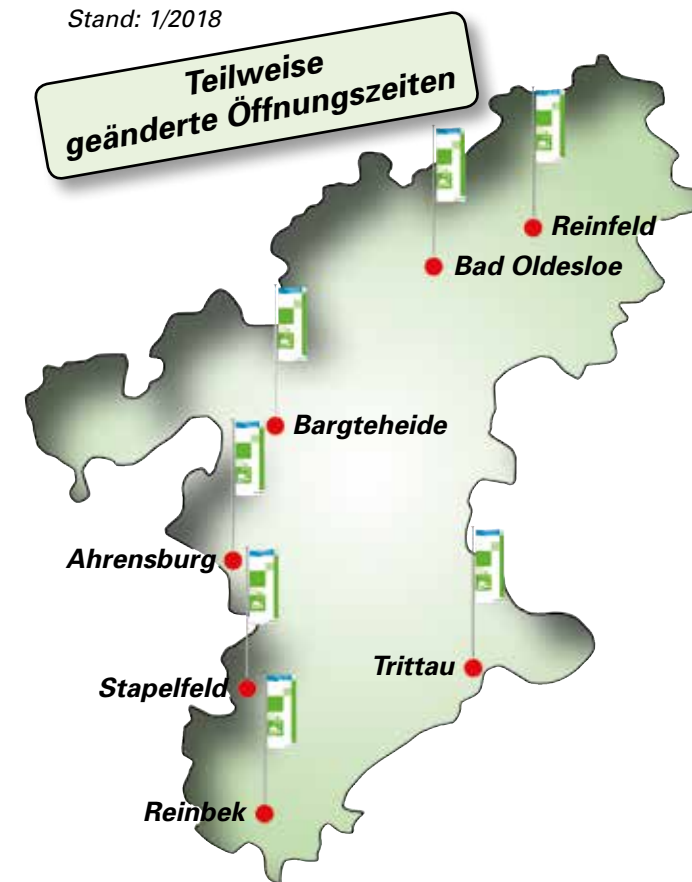 Stand: 1/2018
Teilweise
geänderte Öffnungszeiten
Reinfeld
Bad Oldesloe
Bargteheide
Ahrensburg
Trittau
Stapelfeld
Reinbek